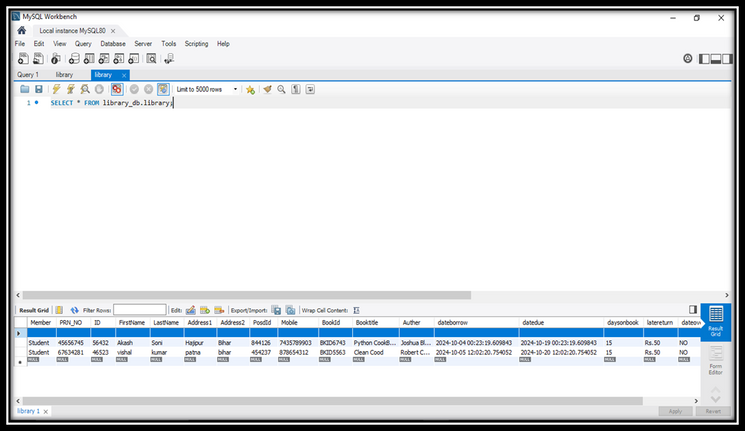 MySQL Workbench
Local instance MySQL80 ×
File Edit View Query Database Server Tools Scripting Help
Query 1 library library ×
Limit to 5000 rows
1 SELECT * FROM library_db.library;
Result Grid Filter Rows: Edit: Export/Import: Wrap Cell Content:
Member PRN_NO ID FirstName LastName Address1 Address2 PosdId Mobile BookId Booktitle Auther dateborrow datedue daysonbook latereturn dateow
Student 45656745 56432 Akash Soni Hajipur Bihar 844126 7435789903 BKID6743 Python CookB... Joshua Bl... 2024-10-04 00:23:19.609843 2024-10-19 00:23:19.609843 15 Rs.50 NO
Student 67634281 46523 vishal kumar patna bihar 454237 878654312 BKID5563 Clean Cood Robert C... 2024-10-05 12:02:20.754052 2024-10-20 12:02:20.754052 15 Rs.50 NO
NULL NULL NULL NULL NULL NULL NULL NULL NULL NULL NULL NULL NULL NULL NULL NULL NULL
Result
Grid
Form
Editor
library 1 ×
Apply Revert